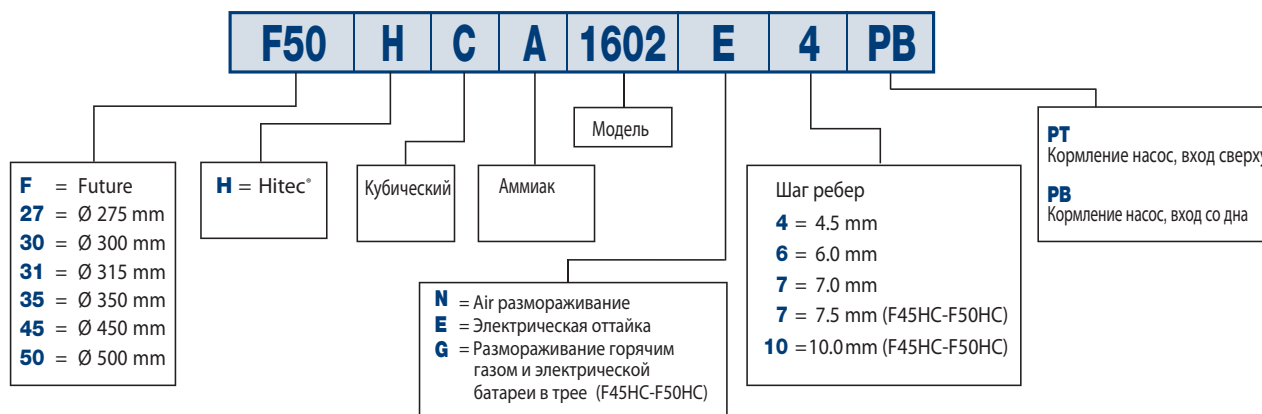 F50 H C A 1602 E 4 PB
Модель
F = Future
27 = Ø 275 mm
30 = Ø 300 mm
31 = Ø 315 mm
35 = Ø 350 mm
45 = Ø 450 mm
50 = Ø 500 mm
H = Hitec®
Кубический
Аммиак
N = Air размораживание
E = Электрическая оттайка
G = Размораживание горячим
газом и электрической
батареи в трее (F45HC-F50HC)
Шаг ребер
4 = 4.5 mm
6 = 6.0 mm
7 = 7.0 mm
7 = 7.5 mm (F45HC-F50HC)
10 =10.0 mm (F45HC-F50HC)
PT
Кормление насос, вход сверху
PB
Кормление насос, вход со дна